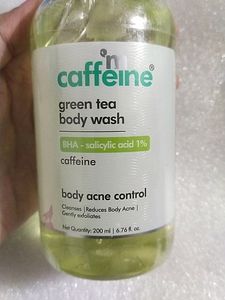 'm
caffeine®
green tea
body wash
BHA - salicylic acid 1%
caffeine
body acne control
Cleanses | Reduces Body Acne |
Gently exfoliates
Net Quantity: 200 ml | 6.76 fl. oz.